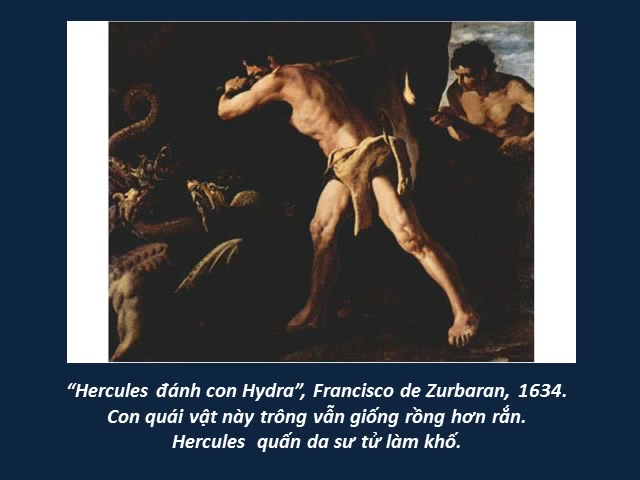 “Hercules đánh con Hydra”, Francisco de Zurbaran, 1634.
Con quái vật này trông vẫn giống rồng hơn rắn.
Hercules quấn da sư tử làm khố.